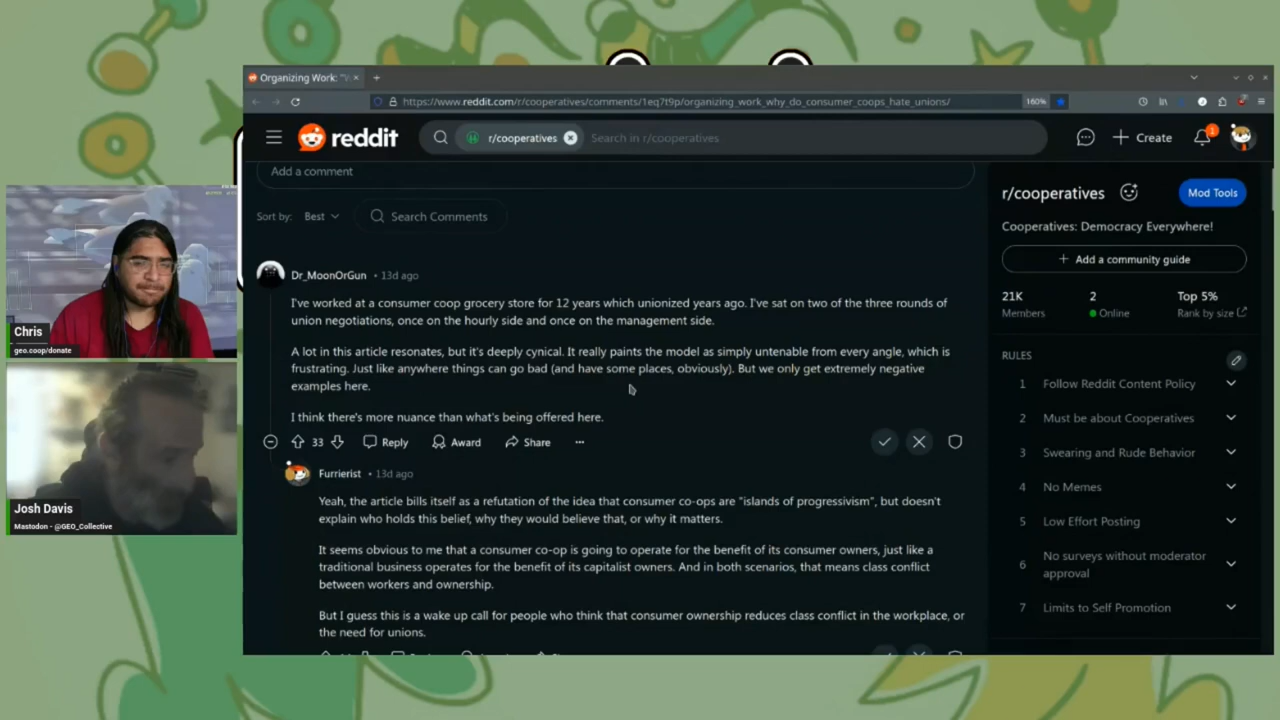 Organizing Work: "W
https://www.reddit.com/r/cooperatives/comments/1eq7t9p/organizing_work_why_do_consumer_coops_hate_unions/
160%
reddit
r/cooperatives
Search in r/cooperatives
Create
1
Add a comment
Sort by: Best
Search Comments
Dr_MoonOrGun • 13d ago
I've worked at a consumer coop grocery store for 12 years which unionized years ago. I've sat on two of the three rounds of
union negotiations, once on the hourly side and once on the management side.
A lot in this article resonates, but it's deeply cynical. It really paints the model as simply untenable from every angle, which is
frustrating. Just like anywhere things can go bad (and have some places, obviously). But we only get extremely negative
examples here.
I think there's more nuance than what's being offered here.
33
Reply
Award
Share
Furrierist • 13d ago
Yeah, the article bills itself as a refutation of the idea that consumer co-ops are "islands of progressivism", but doesn't
explain who holds this belief, why they would believe that, or why it matters.
It seems obvious to me that a consumer co-op is going to operate for the benefit of its consumer owners, just like a
traditional business operates for the benefit of its capitalist owners. And in both scenarios, that means class conflict
between workers and ownership.
But I guess this is a wake up call for people who think that consumer ownership reduces class conflict in the workplace, or
the need for unions.
r/cooperatives
Mod Tools
Cooperatives: Democracy Everywhere!
Add a community guide
21K
Members
2
Online
Top 5%
Rank by size
RULES
1 Follow Reddit Content Policy
2 Must be about Cooperatives
3 Swearing and Rude Behavior
4 No Memes
5 Low Effort Posting
6 No surveys without moderator
approval
7 Limits to Self Promotion
Chris
geo.coop/donate
Josh Davis
Mastodon - @GEO_Collective